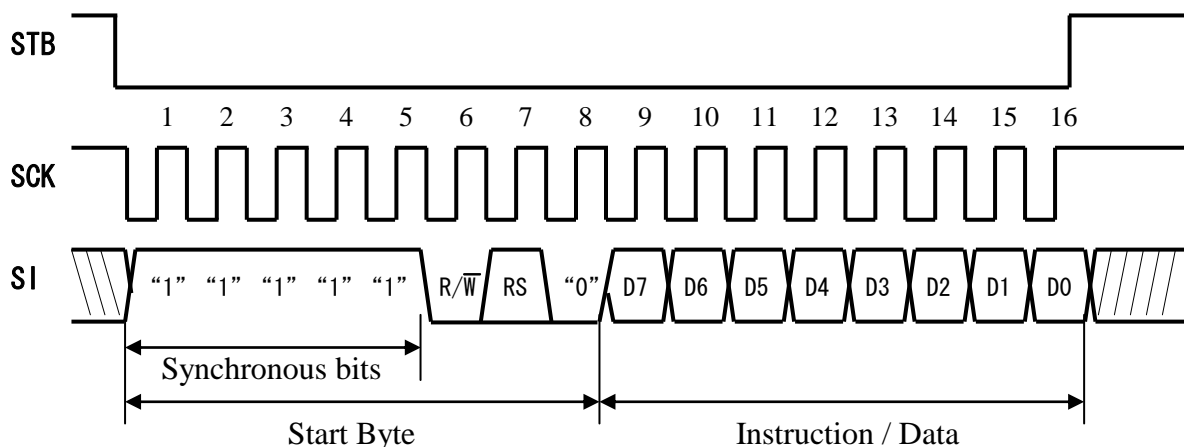 STB
1 2 3 4 5 6 7 8 9 10 11 12 13 14 15 16
SCK
SI "1" "1" "1" "1" "1" R/W̅ RS "0" D7 D6 D5 D4 D3 D2 D1 D0
Synchronous bits
Start Byte Instruction / Data